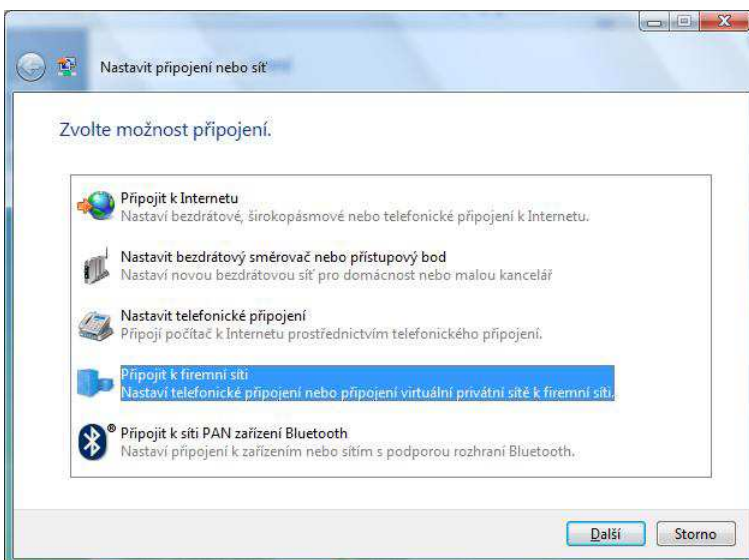 Nastavit připojení nebo síť
Zvolte možnost připojení.
Připojit k Internetu
Nastaví bezdrátové, širokopásmové nebo telefonické připojení k Internetu.
Nastavit bezdrátový směrovač nebo přístupový bod
Nastaví novou bezdrátovou síť pro domácnost nebo malou kancelář
Nastavit telefonické připojení
Připojí počítač k Internetu prostřednictvím telefonického připojení.
Připojit k firemní síti
Nastaví telefonické připojení nebo připojení virtuální privátní sítě k firemní síti.
®
Připojit k síti PAN zařízení Bluetooth
Nastaví připojení k zařízením nebo sítím s podporou rozhraní Bluetooth.
Další Storno